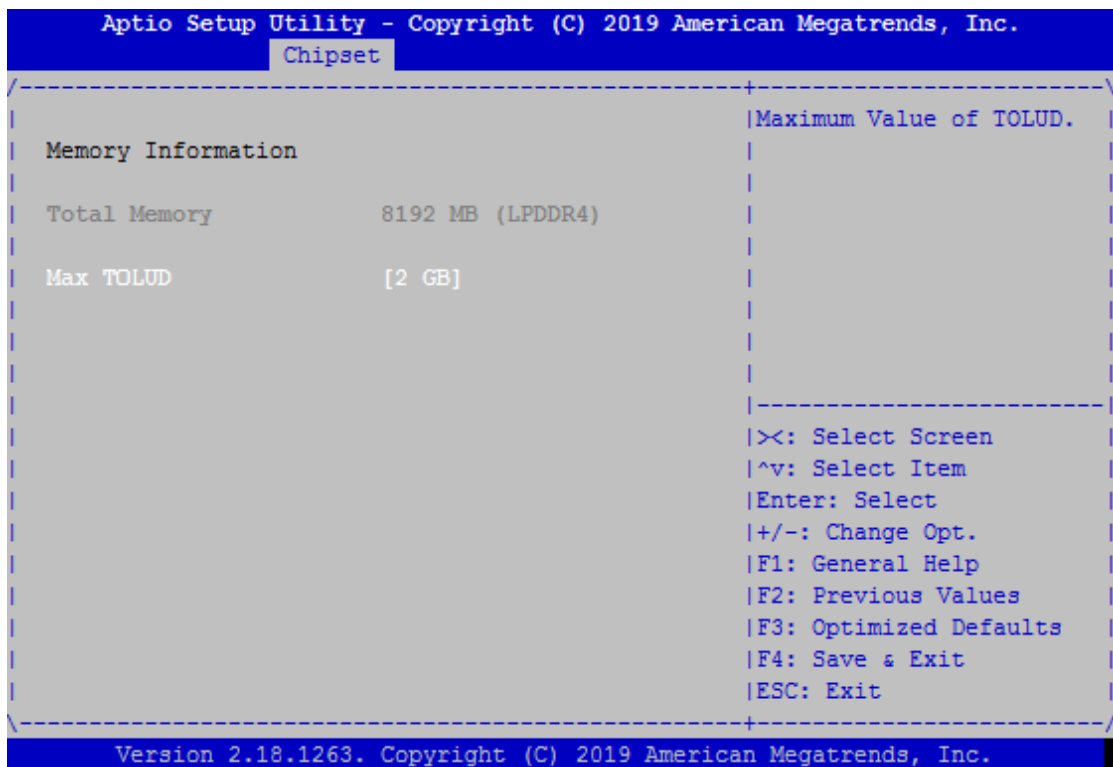 Aptio Setup Utility - Copyright (C) 2019 American Megatrends, Inc.
Chipset
Maximum Value of TOLUD.
Memory Information
Total Memory 8192 MB (LPDDR4)
Max TOLUD [2 GB]
><: Select Screen
^v: Select Item
Enter: Select
+/-: Change Opt.
F1: General Help
F2: Previous Values
F3: Optimized Defaults
F4: Save & Exit
ESC: Exit
Version 2.18.1263. Copyright (C) 2019 American Megatrends, Inc.